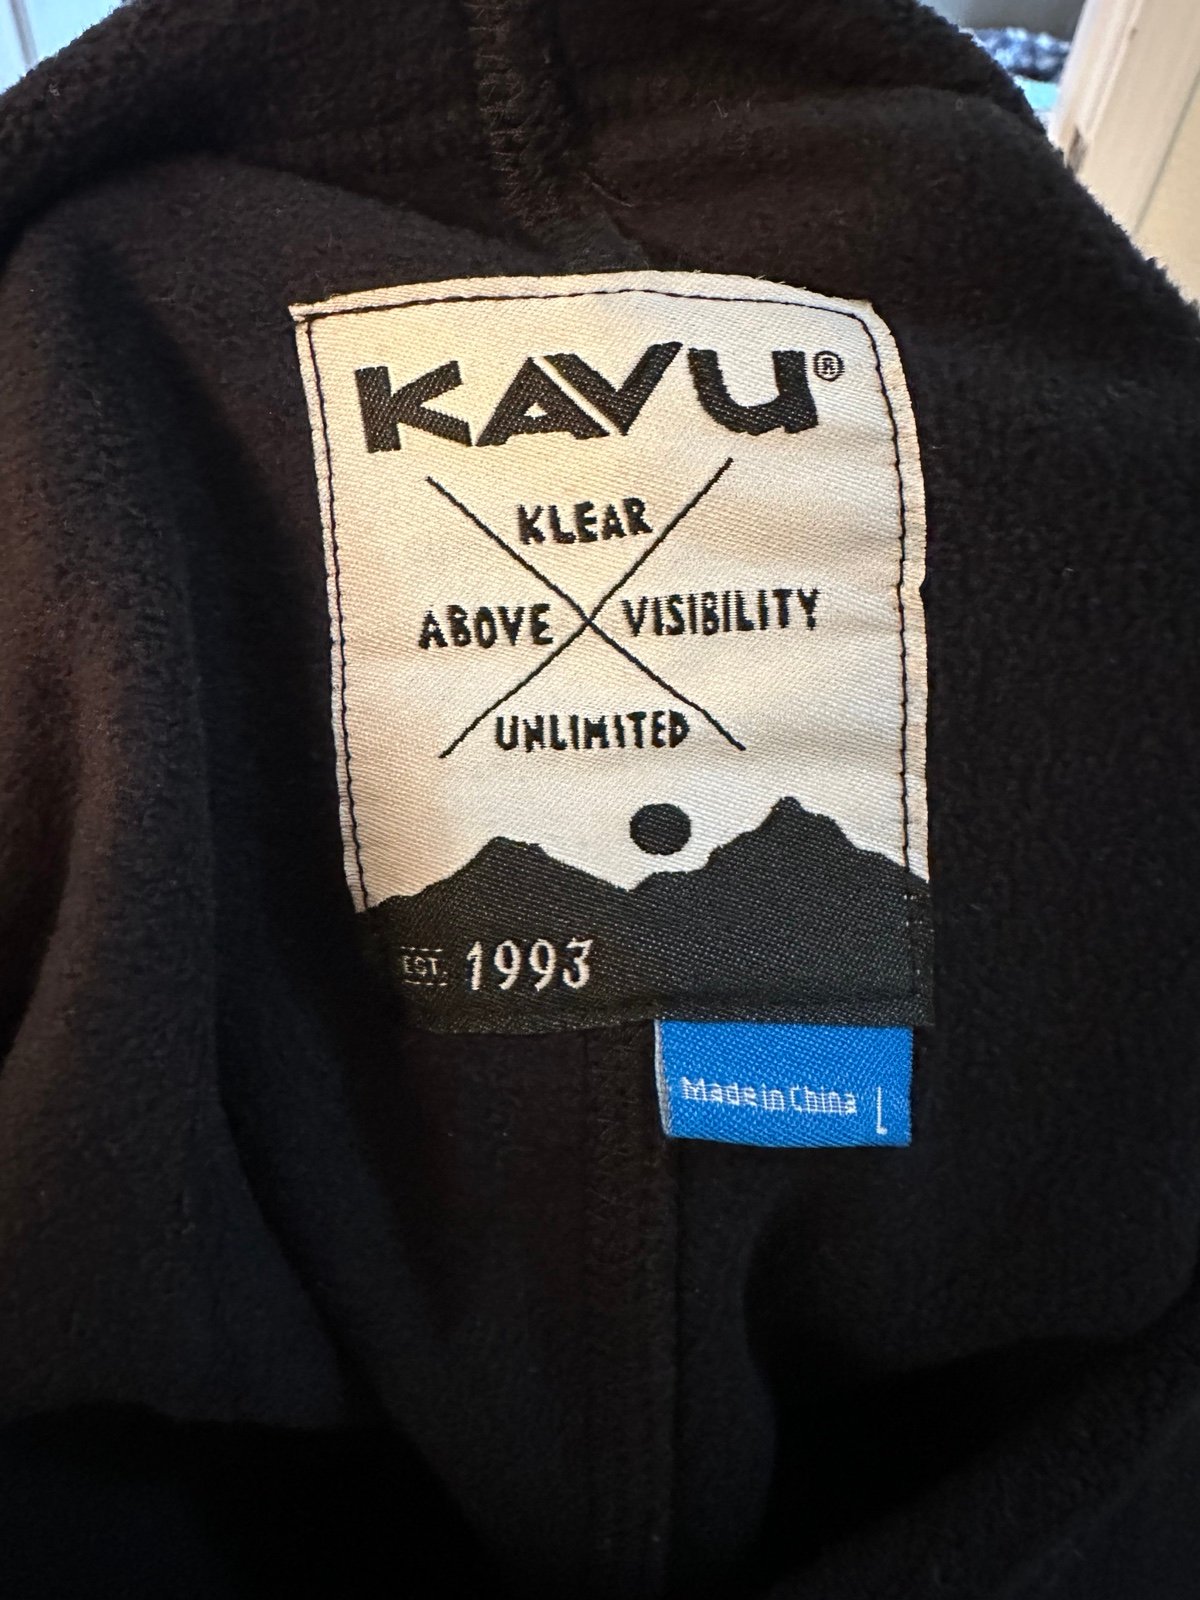 KAVU®
KLEAR
ABOVE VISIBILITY
UNLIMITED
EST. 1993
Made in China L